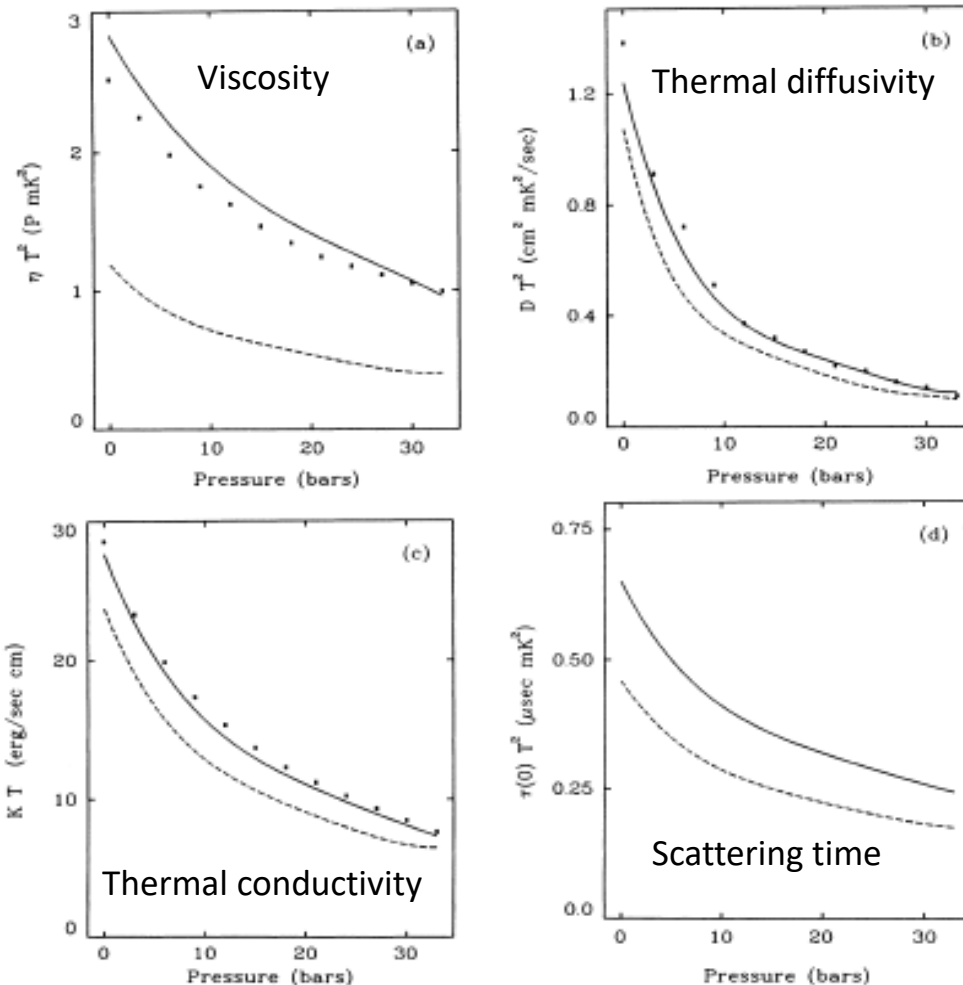 (a)
Viscosity
η T² (P mK²)
3
2
1
0
0 10 20 30
Pressure (bars)
(b)
Thermal diffusivity
D T² (cm² mK²/sec)
1.2
0.8
0.4
0.0
0 10 20 30
Pressure (bars)
(c)
K T (erg/sec cm)
30
20
10
0
Thermal conductivity
0 10 20 30
Pressure (bars)
(d)
τ(0) T² (μsec mK²)
0.75
0.50
0.25
0.0
Scattering time
0 10 20 30
Pressure (bars)